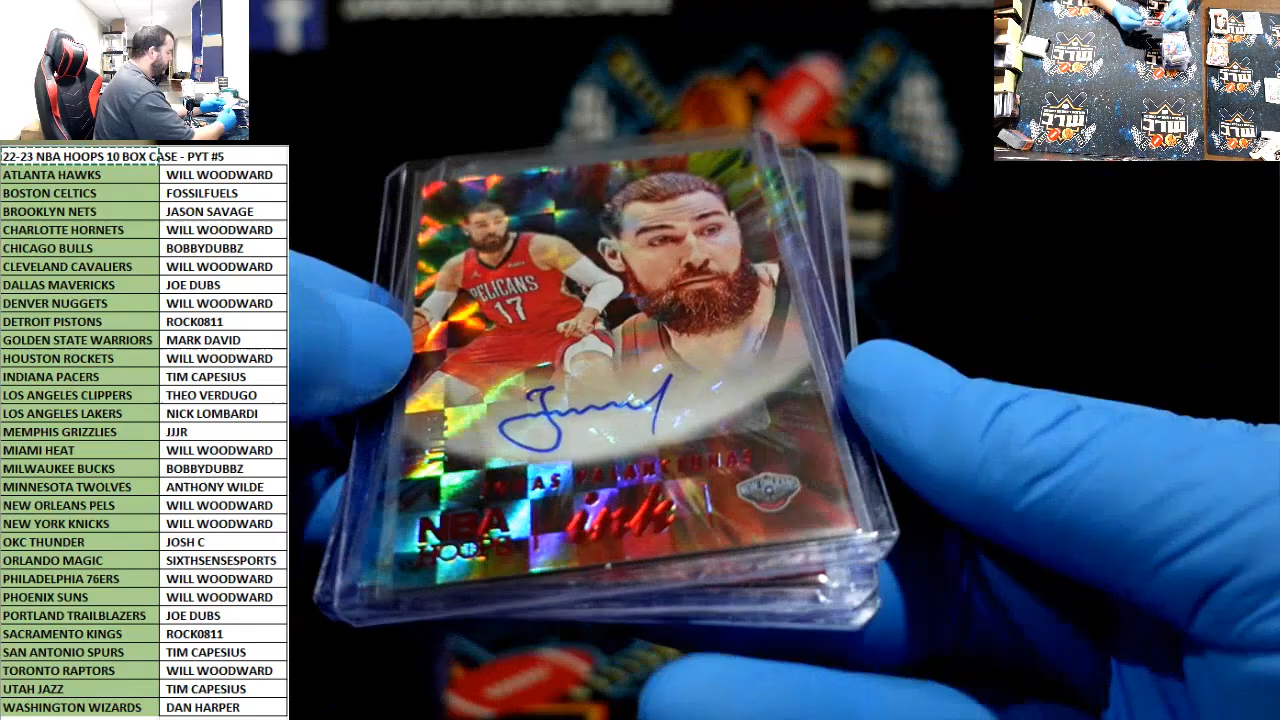 22-23 NBA HOOPS 10 BOX CASE - PYT #5
ATLANTA HAWKS WILL WOODWARD
BOSTON CELTICS FOSSILFUELS
BROOKLYN NETS JASON SAVAGE
CHARLOTTE HORNETS WILL WOODWARD
CHICAGO BULLS BOBBYDUBBZ
CLEVELAND CAVALIERS WILL WOODWARD
DALLAS MAVERICKS JOE DUBS
DENVER NUGGETS WILL WOODWARD
DETROIT PISTONS ROCK0811
GOLDEN STATE WARRIORS MARK DAVID
HOUSTON ROCKETS WILL WOODWARD
INDIANA PACERS TIM CAPESIUS
LOS ANGELES CLIPPERS THEO VERDUGO
LOS ANGELES LAKERS NICK LOMBARDI
MEMPHIS GRIZZLIES JJJR
MIAMI HEAT WILL WOODWARD
MILWAUKEE BUCKS BOBBYDUBBZ
MINNESOTA TWOLVES ANTHONY WILDE
NEW ORLEANS PELS WILL WOODWARD
NEW YORK KNICKS WILL WOODWARD
OKC THUNDER JOSH C
ORLANDO MAGIC SIXTHSENSESPORTS
PHILADELPHIA 76ERS WILL WOODWARD
PHOENIX SUNS WILL WOODWARD
PORTLAND TRAILBLAZERS JOE DUBS
SACRAMENTO KINGS ROCK0811
SAN ANTONIO SPURS TIM CAPESIUS
TORONTO RAPTORS WILL WOODWARD
UTAH JAZZ TIM CAPESIUS
WASHINGTON WIZARDS DAN HARPER
PELICANS
17
JONAS VALANCIUNAS
NBA HOOPS ink